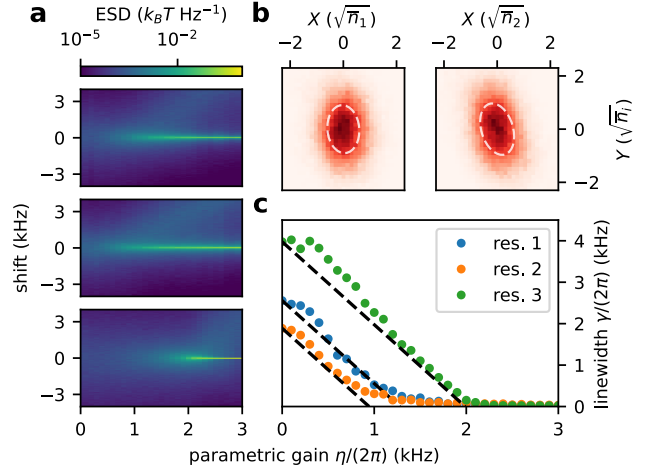 a
ESD (k_BT Hz⁻¹)
10⁻⁵
10⁻²
3
0
−3
3
0
−3
3
0
−3
shift (kHz)
0
1
2
3
b
X (√n̅₁)
−2
0
2
X (√n̅₂)
−2
0
2
2
0
−2
Y (√n̅ᵢ)
c
res. 1
res. 2
res. 3
4
3
2
1
0
linewidth γ/(2π) (kHz)
0
1
2
3
parametric gain η/(2π) (kHz)